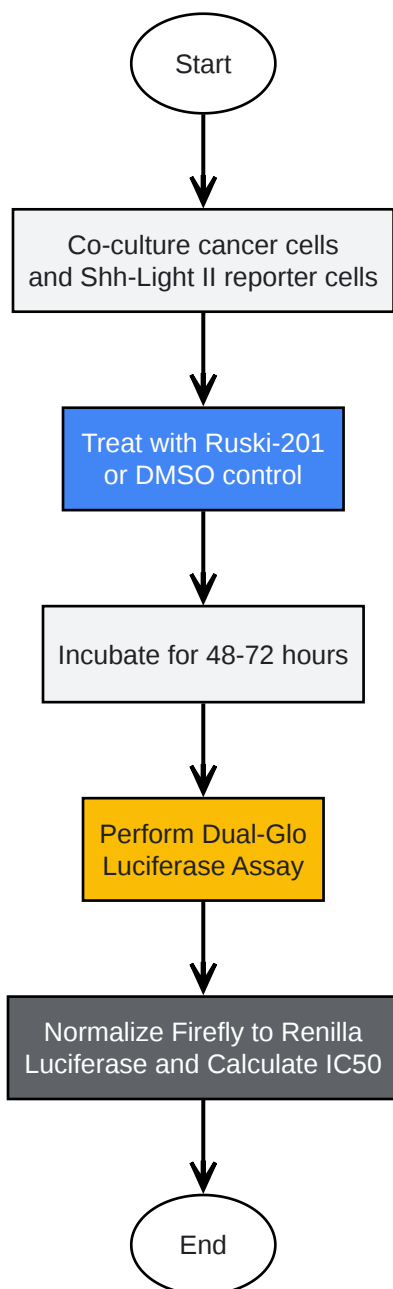 Start
Co-culture cancer cells
and Shh-Light II reporter cells
Treat with Ruski-201
or DMSO control
Incubate for 48-72 hours
Perform Dual-Glo
Luciferase Assay
Normalize Firefly to Renilla
Luciferase and Calculate IC50
End